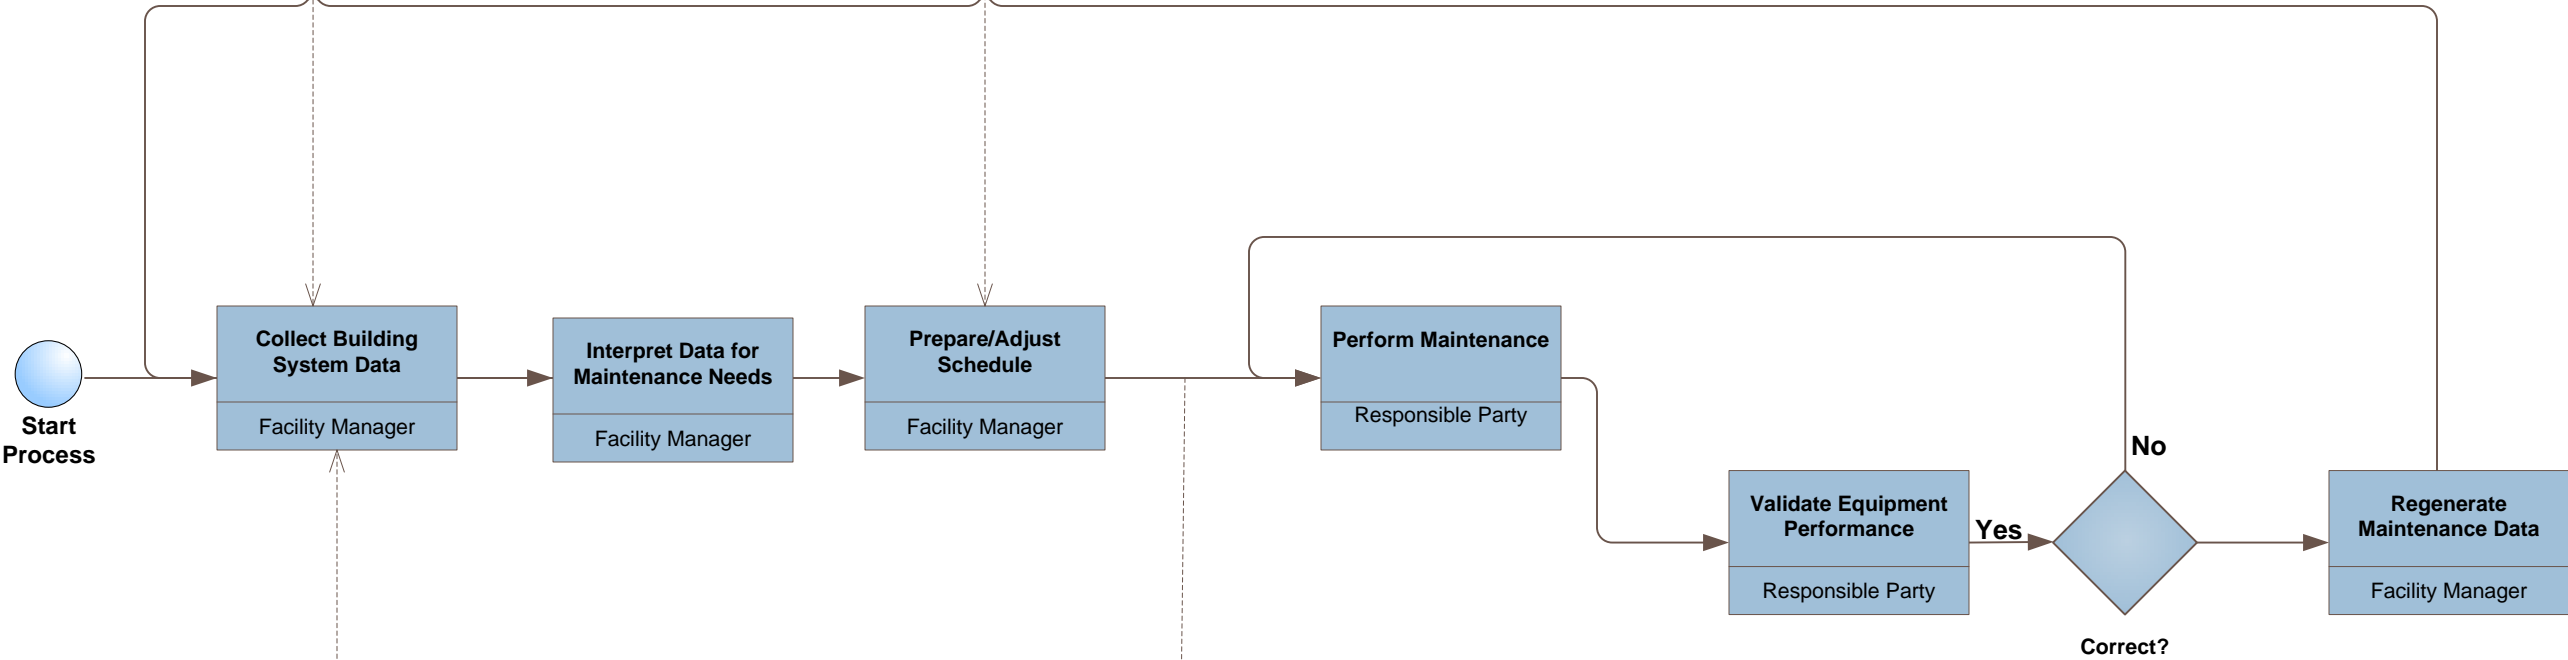 Start
Process
Collect Building
System Data
Facility Manager
Interpret Data for
Maintenance Needs
Facility Manager
Prepare/Adjust
Schedule
Facility Manager
Perform Maintenance
Responsible Party
Validate Equipment
Performance
Responsible Party
Yes
No
Correct?
Regenerate
Maintenance Data
Facility Manager